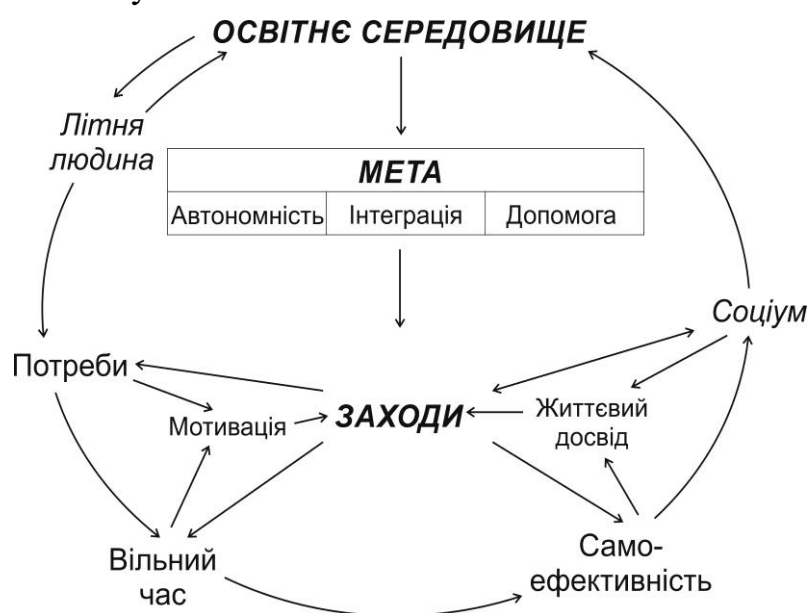 ОСВІТНЄ СЕРЕДОВИЩЕ
Літня
людина
МЕТА
Автономність Інтеграція Допомога
Соціум
Потреби
Мотивація
ЗАХОДИ
Життєвий
досвід
Вільний
час
Само-
ефективність